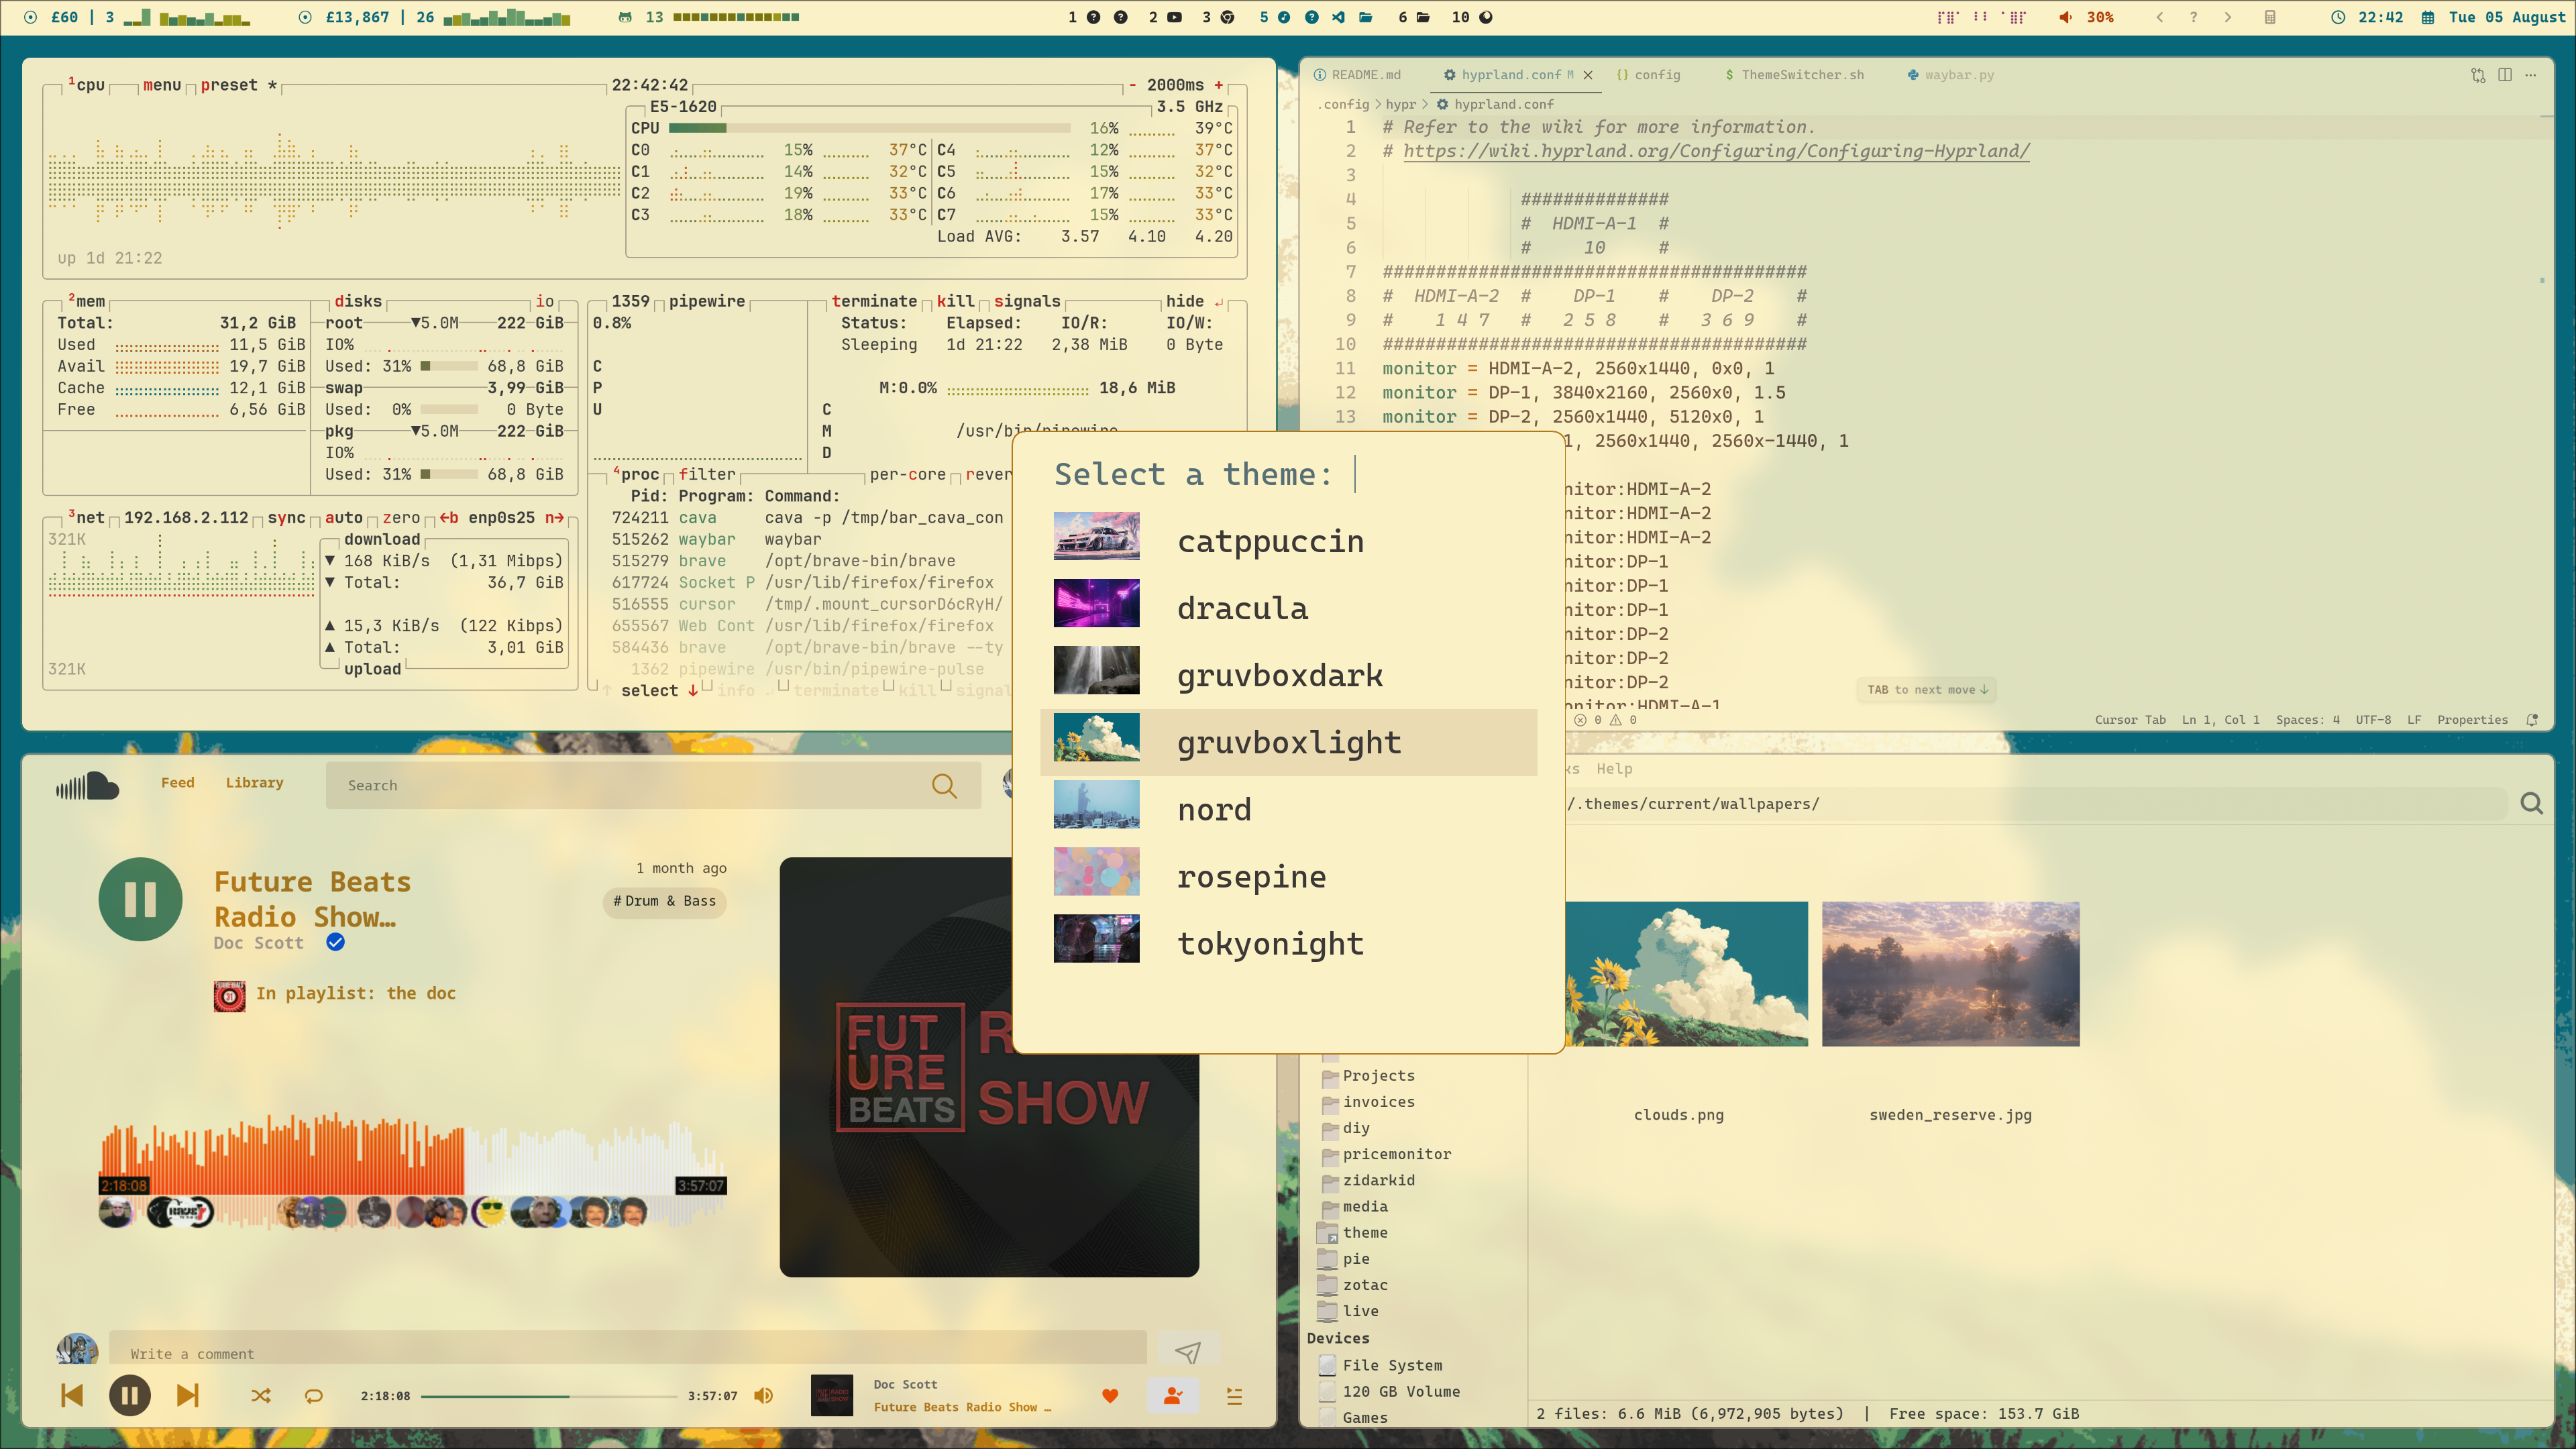 £60 | 3 £13,867 | 26 13 1 2 3 5 6 10 30% < ? > 22:42 Tue 05 August
1cpu menu preset * 22:42:42 - 2000ms +
E5-1620 3.5 GHz
CPU 16% 39°C
C0 15% 37°C C4 12% 37°C
C1 14% 32°C C5 15% 32°C
C2 19% 33°C C6 17% 33°C
C3 18% 33°C C7 15% 33°C
Load AVG: 3.57 4.10 4.20
up 1d 21:22
2mem disks io
Total: 31,2 GiB root ▼5.0M 222 GiB
Used 11,5 GiB IO%
Avail 19,7 GiB Used: 31% 68,8 GiB
Cache 12,1 GiB swap 3,99 GiB
Free 6,56 GiB Used: 0% 0 Byte
pkg ▼5.0M 222 GiB
IO%
Used: 31% 68,8 GiB
1359 pipewire terminate kill signals hide ↲
0.8% Status: Elapsed: IO/R: IO/W:
Sleeping 1d 21:22 2,38 MiB 0 Byte
C
P M:0.0% 18,6 MiB
U C
M /usr/bin/pipewire
D
3net 192.168.2.112 sync auto zero ←b enp0s25 n→
321K download
▼ 168 KiB/s (1,31 Mibps)
▼ Total: 36,7 GiB
▲ 15,3 KiB/s (122 Kibps)
▲ Total: 3,01 GiB
321K upload
4proc filter per-core rever
Pid: Program: Command:
724211 cava cava -p /tmp/bar_cava_con
515262 waybar waybar
515279 brave /opt/brave-bin/brave
617724 Socket P /usr/lib/firefox/firefox
516555 cursor /tmp/.mount_cursorD6cRyH/
655567 Web Cont /usr/lib/firefox/firefox
584436 brave /opt/brave-bin/brave --ty
1362 pipewire /usr/bin/pipewire-pulse
↑ select ↓ info ↲ terminate kill signal
README.md hyprland.conf M × {} config $ ThemeSwitcher.sh waybar.py ...
.config > hypr > hyprland.conf
1 # Refer to the wiki for more information.
2 # https://wiki.hyprland.org/Configuring/Configuring-Hyprland/
3
4 ##############
5 # HDMI-A-1 #
6 # 10 #
7 ########################################
8 # HDMI-A-2 # DP-1 # DP-2 #
9 # 1 4 7 # 2 5 8 # 3 6 9 #
10 ########################################
11 monitor = HDMI-A-2, 2560x1440, 0x0, 1
12 monitor = DP-1, 3840x2160, 2560x0, 1.5
13 monitor = DP-2, 2560x1440, 5120x0, 1
1, 2560x1440, 2560x-1440, 1
nitor:HDMI-A-2
nitor:HDMI-A-2
nitor:HDMI-A-2
nitor:DP-1
nitor:DP-1
nitor:DP-1
nitor:DP-2
nitor:DP-2
nitor:DP-2
onitor:HDMI-A-1
TAB to next move ↓
0 0 Cursor Tab Ln 1, Col 1 Spaces: 4 UTF-8 LF Properties
Select a theme:
catppuccin
dracula
gruvboxdark
gruvboxlight
nord
rosepine
tokyonight
Feed Library Search
Future Beats
Radio Show…
Doc Scott
1 month ago
# Drum & Bass
In playlist: the doc
2:18:08 3:57:07
FUT
URE
BEATS
R
SHOW
Write a comment
2:18:08 3:57:07
Doc Scott
Future Beats Radio Show …
ks Help
/.themes/current/wallpapers/
Projects
invoices
diy
pricemonitor
zidarkid
media
theme
pie
zotac
live
Devices
File System
120 GB Volume
Games
clouds.png sweden_reserve.jpg
2 files: 6.6 MiB (6,972,905 bytes) | Free space: 153.7 GiB